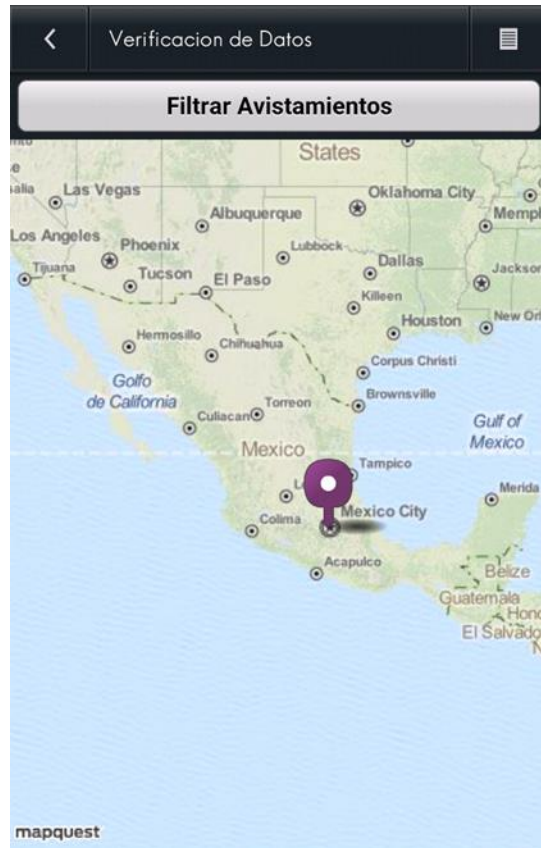 Verificacion de Datos
Filtrar Avistamientos
States
Las Vegas
Oklahoma City
Albuquerque
Los Angeles
Phoenix
Lubbock
Dallas
Tijuana
Tucson
El Paso
Killeen
Houston
Hermosillo
Chihuahua
Corpus Christi
Golfo
de California
Torreon
Brownsville
Culiacan
Gulf of
Mexico
Mexico
Tampico
Merida
Mexico City
Colima
Acapulco
Belize
Guatemala
El Salvado
mapquest